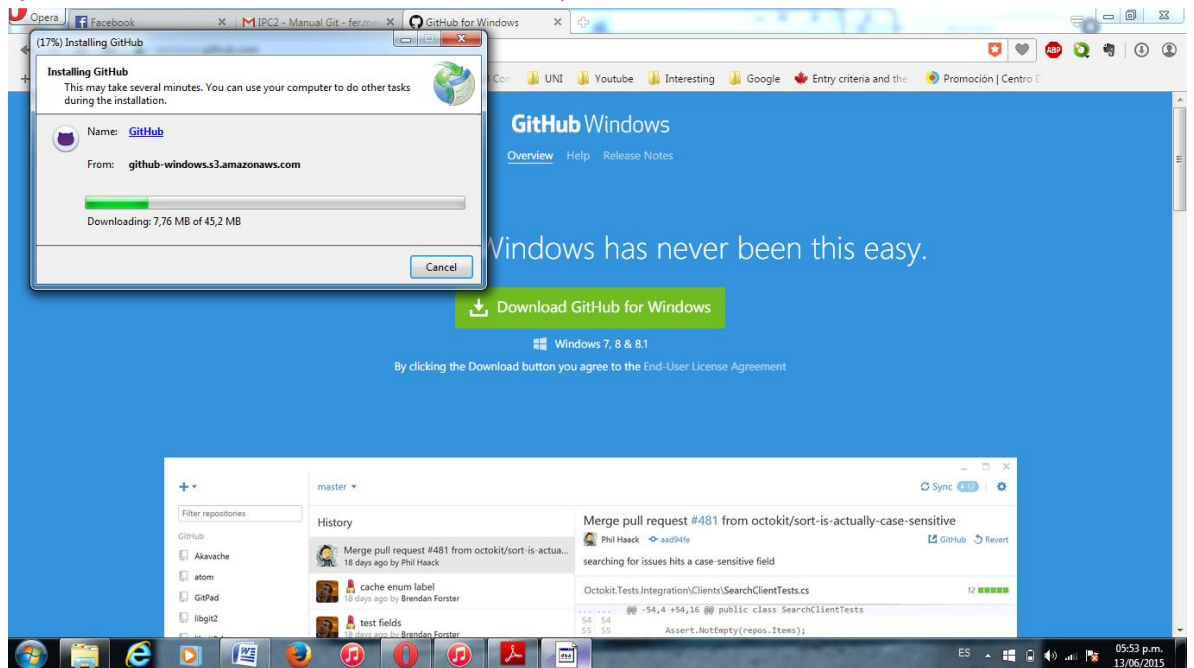 Opera
Facebook
IPC2 - Manual Git - fer.me
GitHub for Windows
(17%) Installing GitHub
Installing GitHub
This may take several minutes. You can use your computer to do other tasks
during the installation.
Name: GitHub
From: github-windows.s3.amazonaws.com
Downloading: 7,76 MB of 45,2 MB
Cancel
ABP
UNI
Youtube
Interesting
Google
Entry criteria and the
Promoción | Centro
GitHub Windows
Overview Help Release Notes
Windows has never been this easy.
Download GitHub for Windows
Windows 7, 8 & 8.1
By clicking the Download button you agree to the End-User License Agreement
master
Sync 12
Filter repositories
GitHub
Akavache
atom
GitPad
libgit2
History
Merge pull request #481 from octokit/sort-is-actua...
18 days ago by Phil Haack
cache enum label
18 days ago by Brendan Forster
test fields
18 days ago by Brendan Forster
Merge pull request #481 from octokit/sort-is-actually-case-sensitive
Phil Haack aad94fe
GitHub Revert
searching for issues hits a case-sensitive field
Octokit.Tests.Integration\Clients\SearchClientTests.cs 12
... ... @@ -54,4 +54,16 @@ public class SearchClientTests
54 54
55 55 Assert.NotEmpty(repos.Items);
ES
05:53 p.m.
13/06/2015